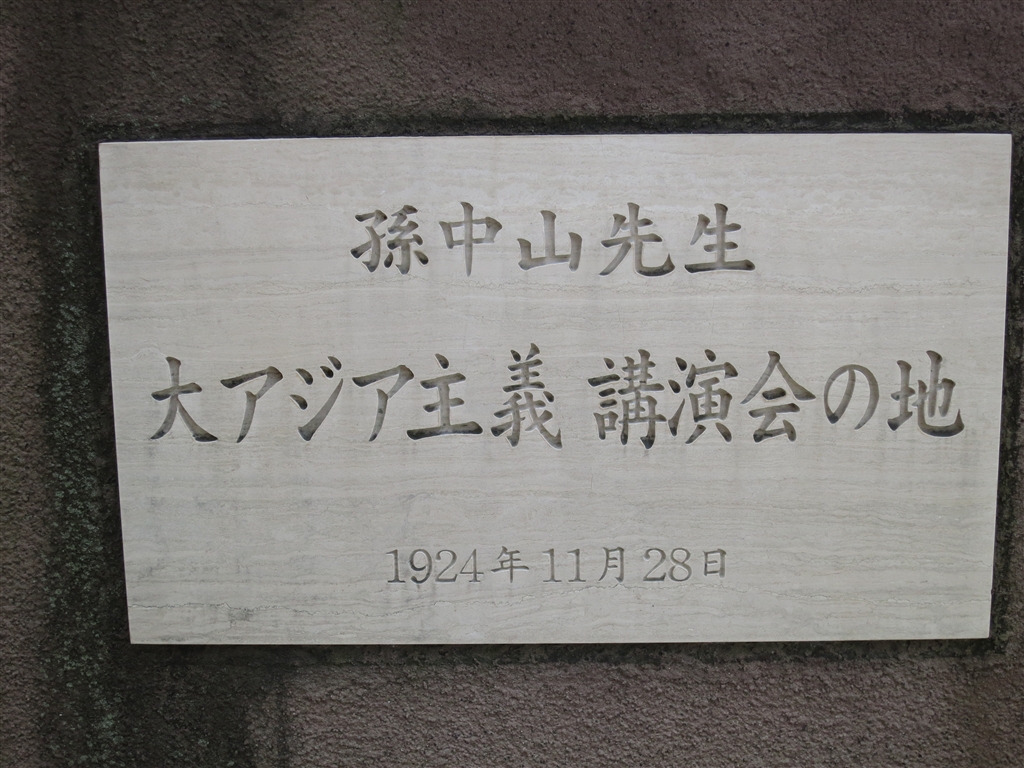 孫中山先生
大アジア主義 講演会の地
1924年11月28日